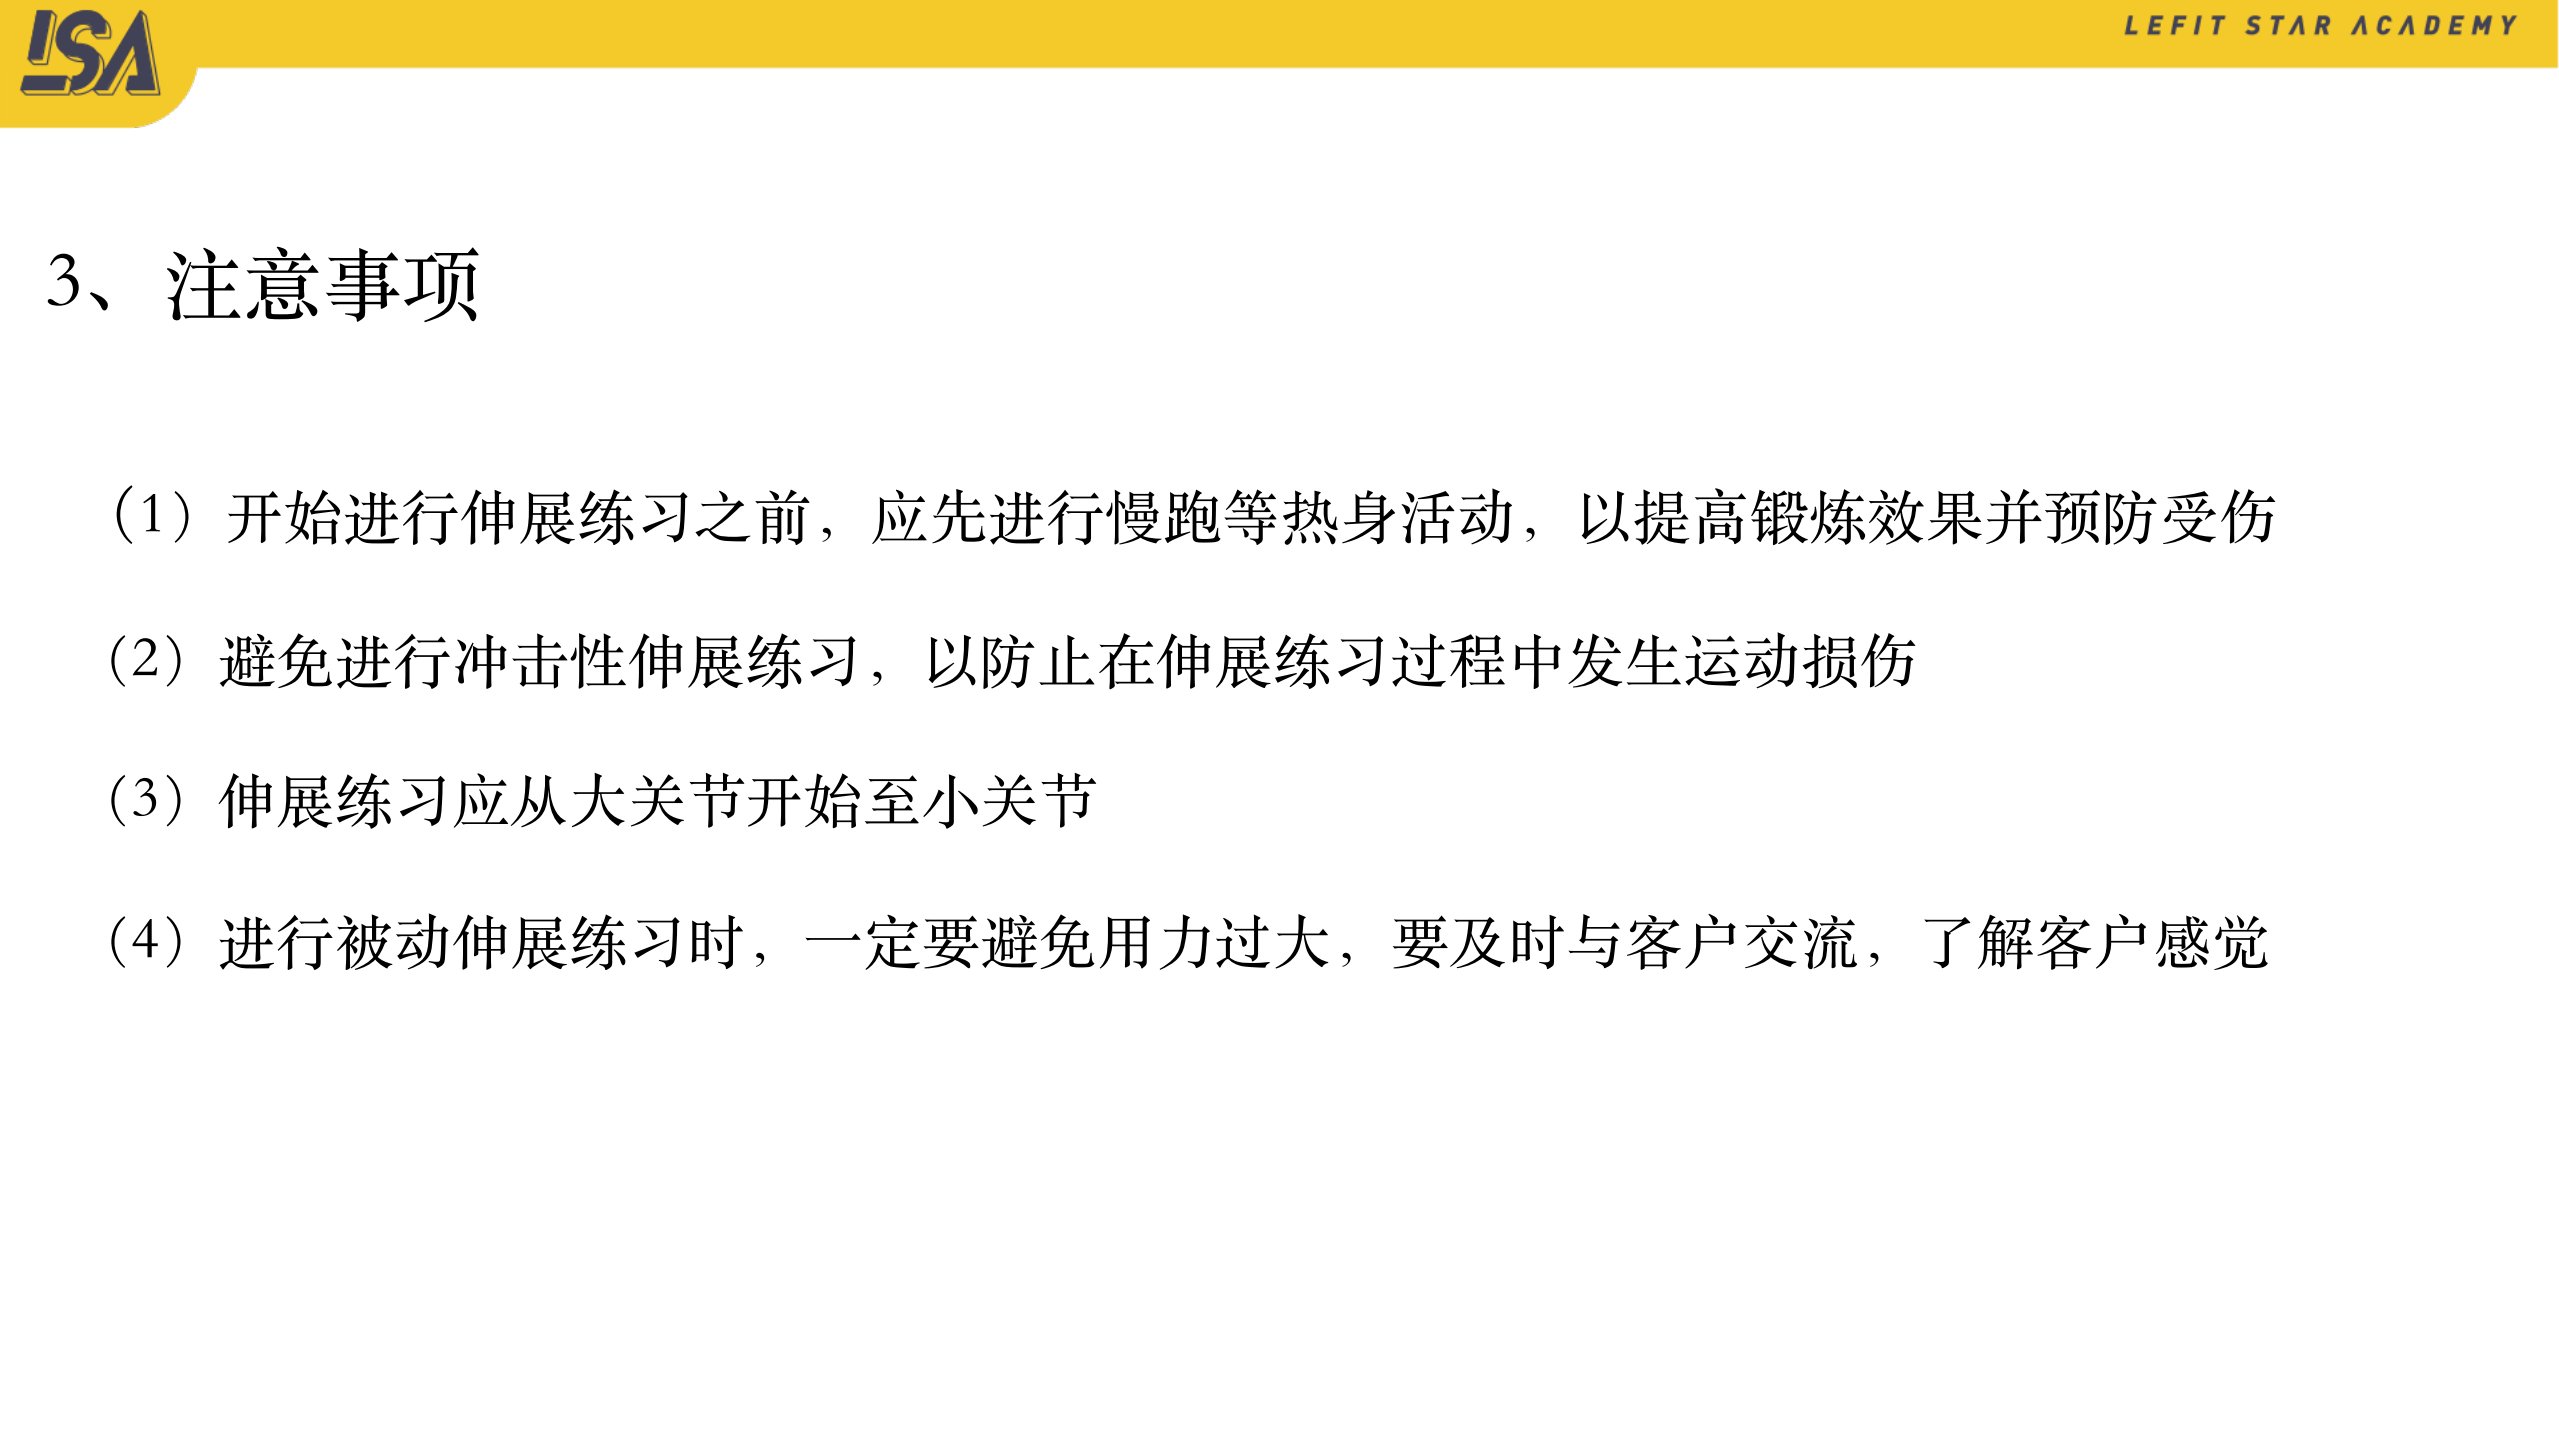 LSA
LEFIT STAR ACADEMY
3、注意事项
（1）开始进行伸展练习之前，应先进行慢跑等热身活动，以提高锻炼效果并预防受伤
（2）避免进行冲击性伸展练习，以防止在伸展练习过程中发生运动损伤
（3）伸展练习应从大关节开始至小关节
（4）进行被动伸展练习时，一定要避免用力过大，要及时与客户交流，了解客户感觉